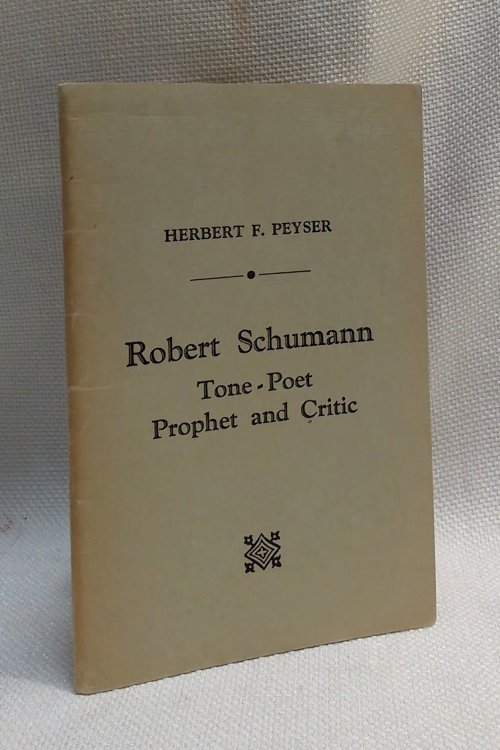 HERBERT F. PEYSER
Robert Schumann
Tone-Poet
Prophet and Critic